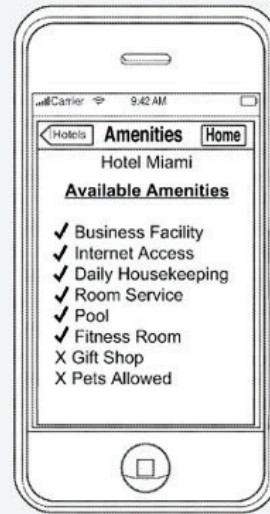 Carrier 9:42 AM
Hotels Amenities Home
Hotel Miami
Available Amenities
✓ Business Facility
✓ Internet Access
✓ Daily Housekeeping
✓ Room Service
✓ Pool
✓ Fitness Room
X Gift Shop
X Pets Allowed